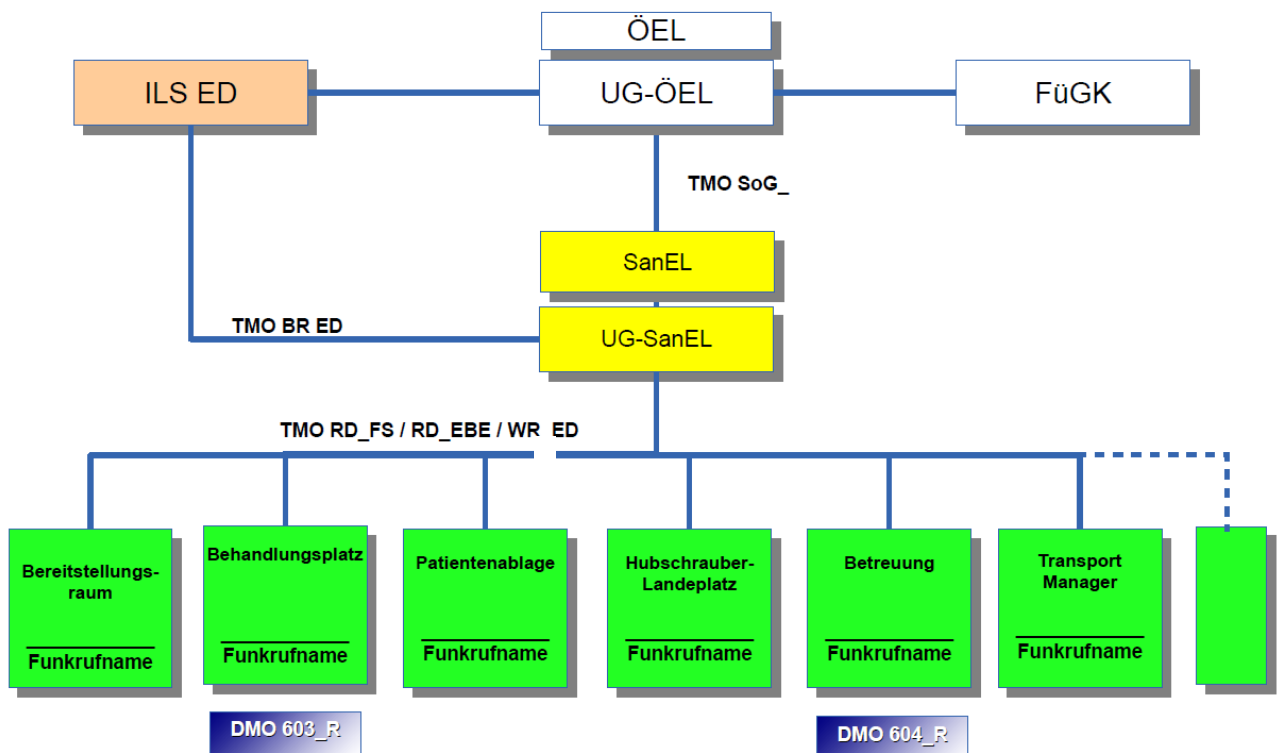 ÖEL
ILS ED
UG-ÖEL
FüGK
TMO SoG_
SanEL
TMO BR ED
UG-SanEL
TMO RD_FS / RD_EBE / WR ED
Bereitstellungs-
raum
Funkrufname
Behandlungsplatz
Funkrufname
Patientenablage
Funkrufname
Hubschrauber-
Landeplatz
Funkrufname
Betreuung
Funkrufname
Transport
Manager
Funkrufname
DMO 603_R
DMO 604_R